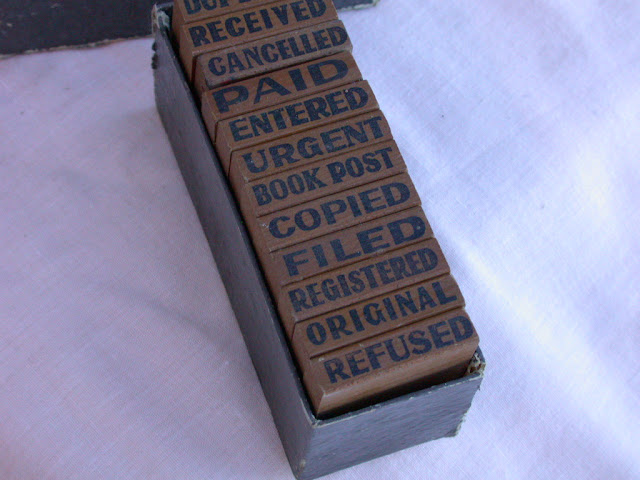 RECEIVED
CANCELLED
PAID
ENTERED
URGENT
BOOK POST
COPIED
FILED
REGISTERED
ORIGINAL
REFUSED